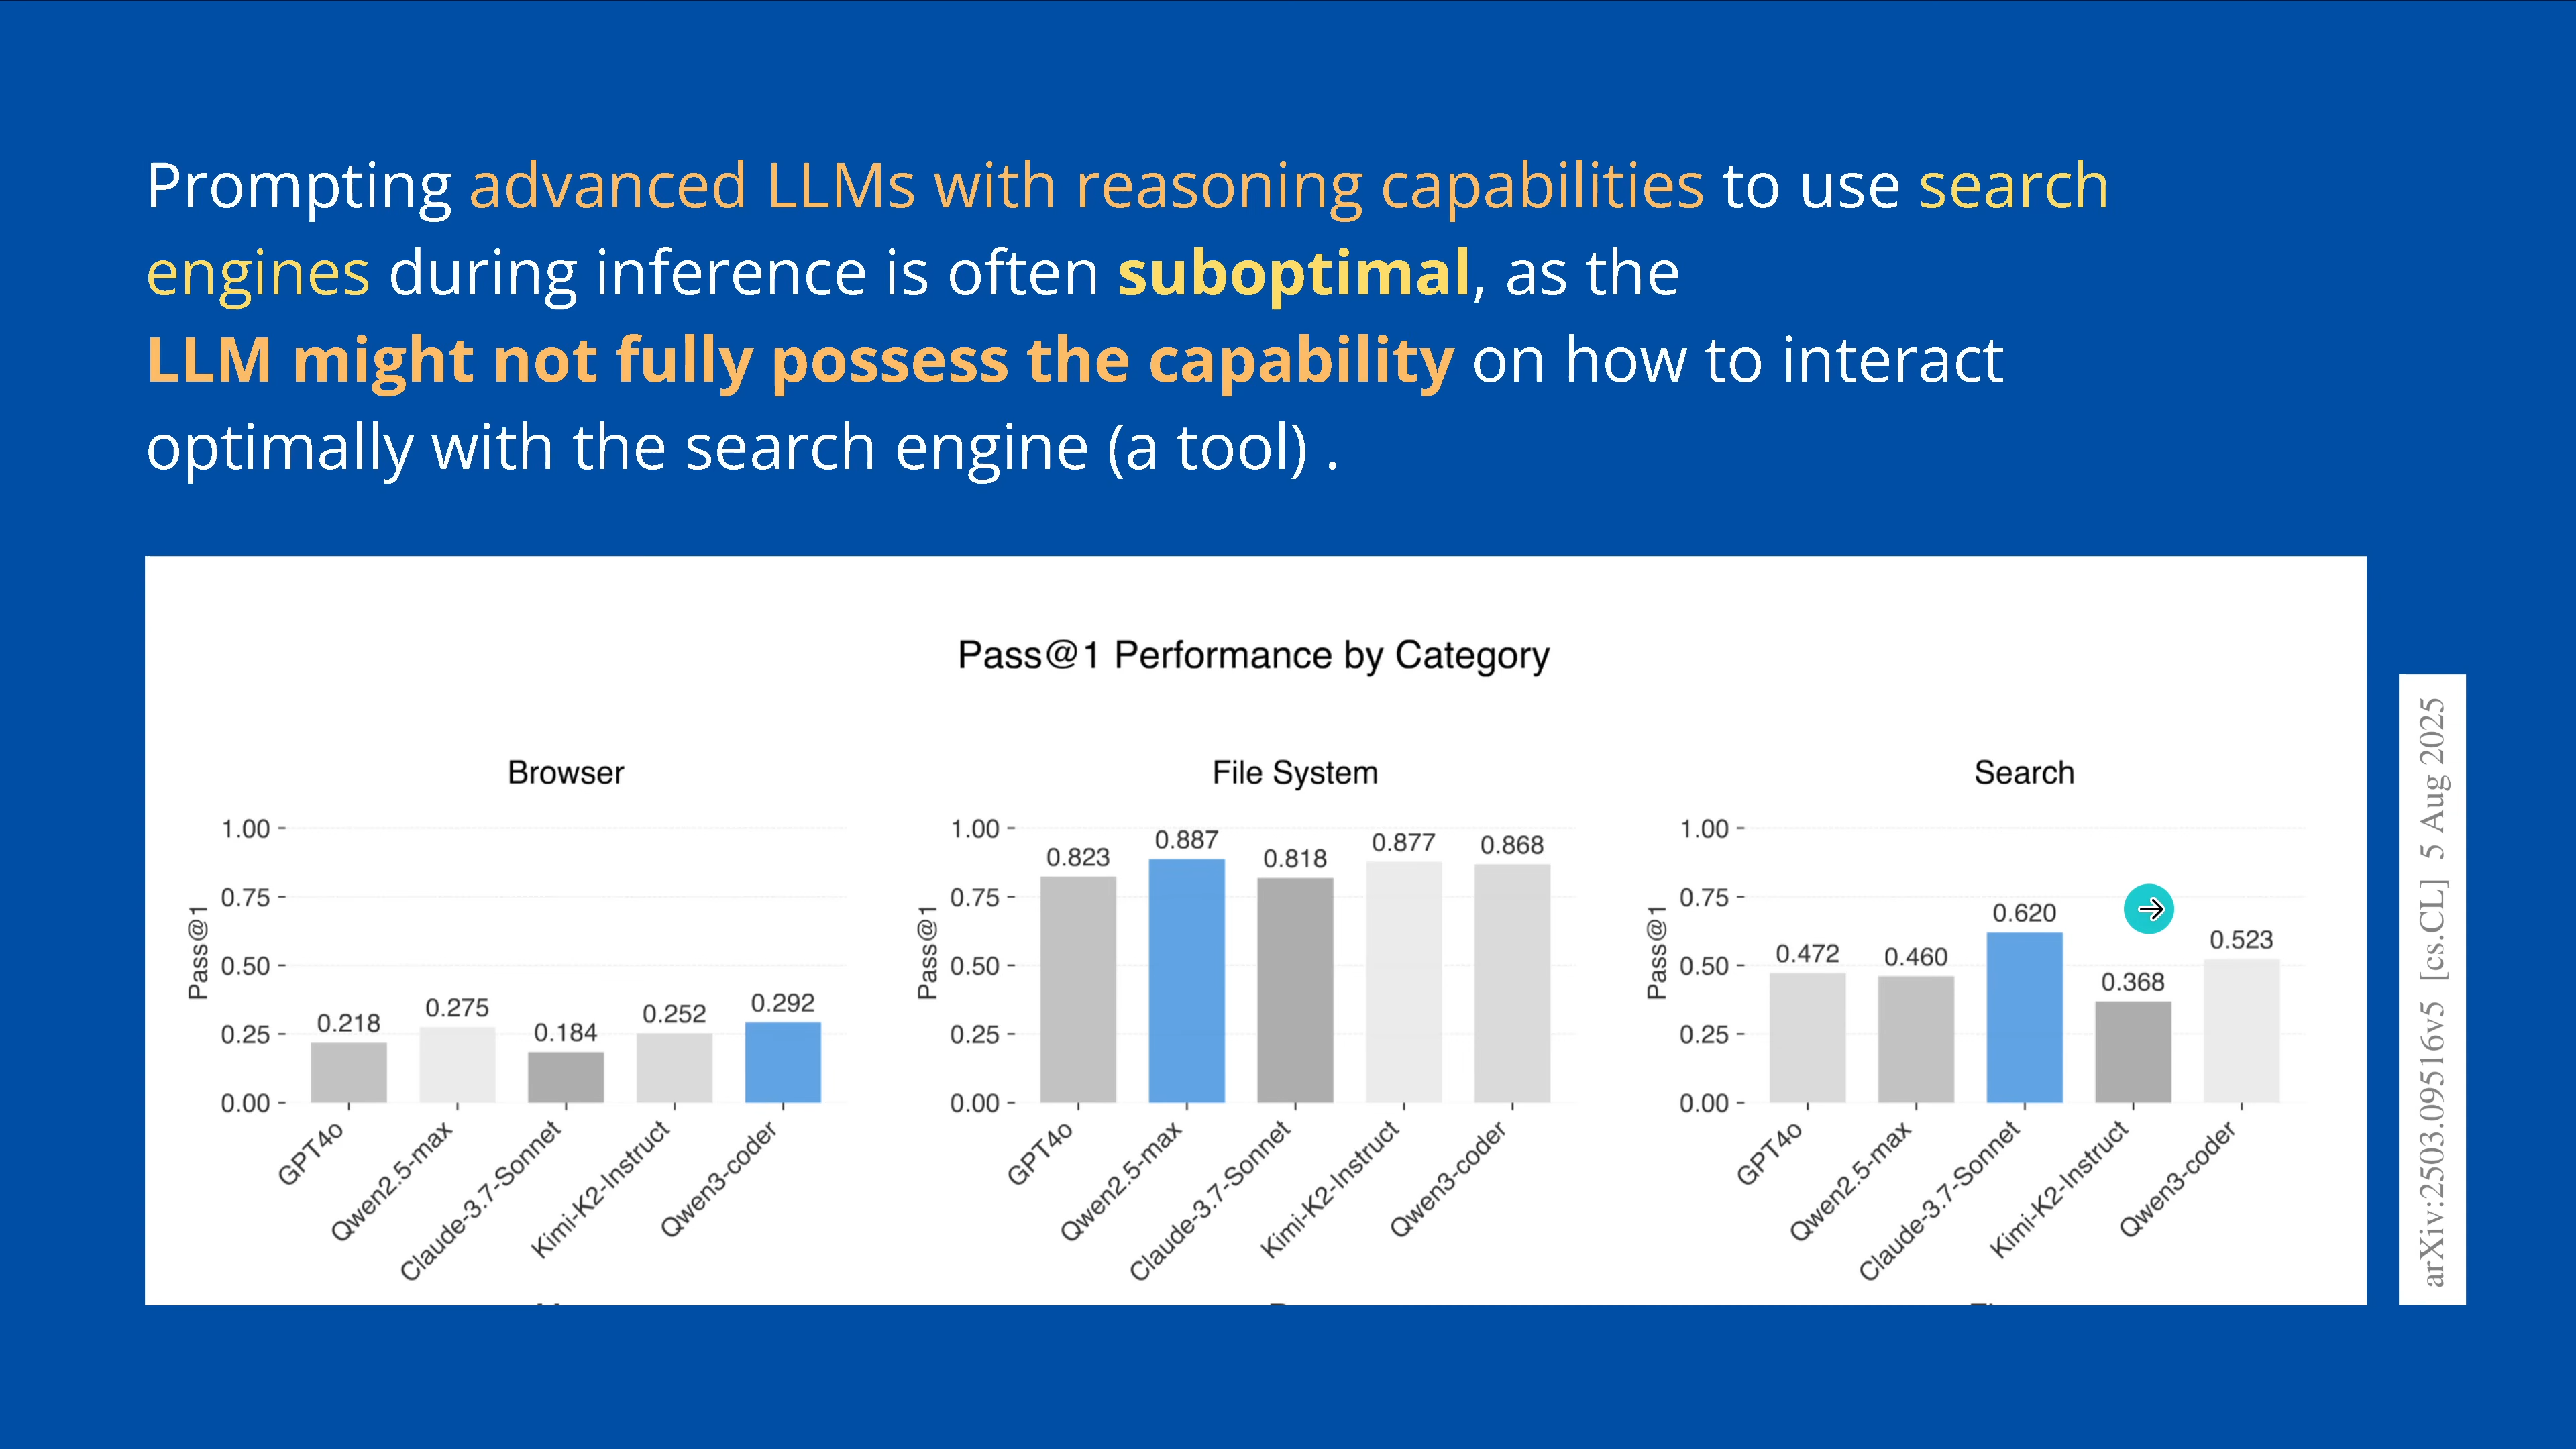 Prompting advanced LLMs with reasoning capabilities to use search
engines during inference is often suboptimal, as the
LLM might not fully possess the capability on how to interact
optimally with the search engine (a tool) .
Pass@1 Performance by Category
Browser
Pass@1
1.00
0.75
0.50
0.25
0.00
0.218
0.275
0.184
0.252
0.292
GPT4o
Qwen2.5-max
Claude-3.7-Sonnet
Kimi-K2-Instruct
Qwen3-coder
File System
Pass@1
1.00
0.75
0.50
0.25
0.00
0.823
0.887
0.818
0.877
0.868
GPT4o
Qwen2.5-max
Claude-3.7-Sonnet
Kimi-K2-Instruct
Qwen3-coder
Search
Pass@1
1.00
0.75
0.50
0.25
0.00
0.472
0.460
0.620
0.368
0.523
GPT4o
Qwen2.5-max
Claude-3.7-Sonnet
Kimi-K2-Instruct
Qwen3-coder
arXiv:2503.09516v5 [cs.CL] 5 Aug 2025